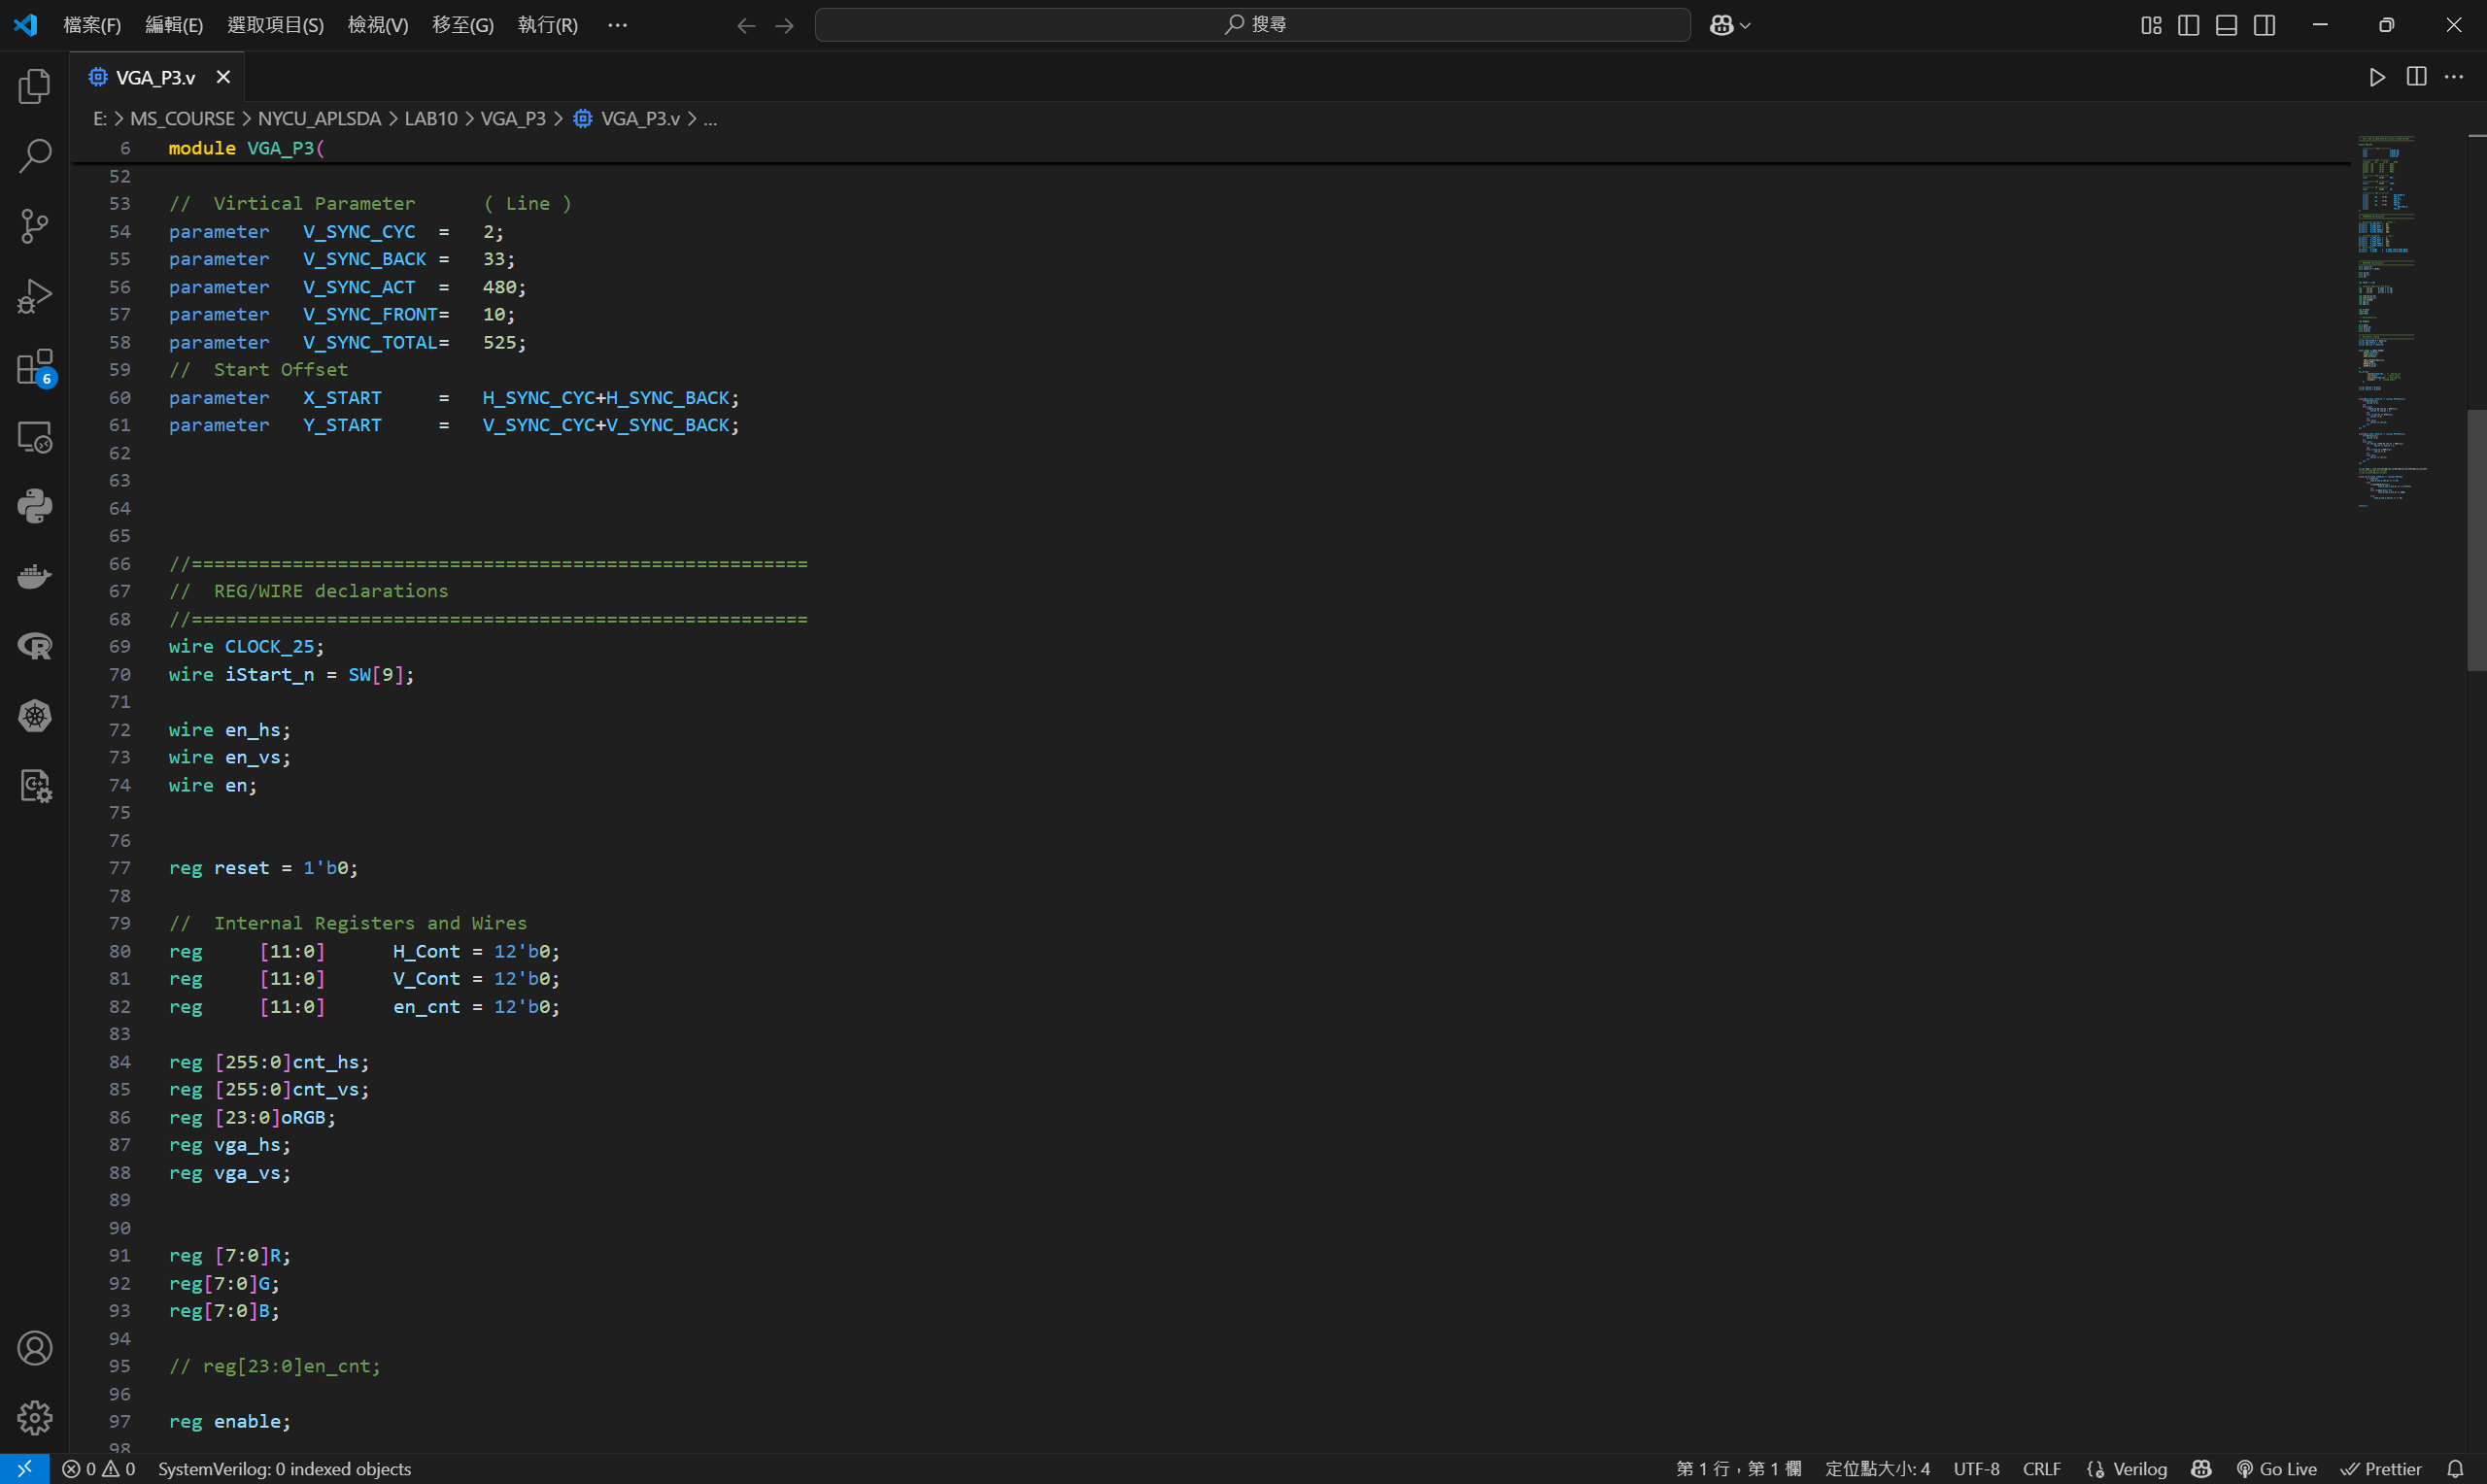 檔案(F) 編輯(E) 選取項目(S) 檢視(V) 移至(G) 執行(R) ··· 搜尋
VGA_P3.v
E: > MS_COURSE > NYCU_APLSDA > LAB10 > VGA_P3 > VGA_P3.v > ...
6 module VGA_P3(
52
53 // Virtical Parameter ( Line )
54 parameter V_SYNC_CYC = 2;
55 parameter V_SYNC_BACK = 33;
56 parameter V_SYNC_ACT = 480;
57 parameter V_SYNC_FRONT= 10;
58 parameter V_SYNC_TOTAL= 525;
59 // Start Offset
60 parameter X_START = H_SYNC_CYC+H_SYNC_BACK;
61 parameter Y_START = V_SYNC_CYC+V_SYNC_BACK;
62
63
64
65
66 //=======================================================
67 // REG/WIRE declarations
68 //=======================================================
69 wire CLOCK_25;
70 wire iStart_n = SW[9];
71
72 wire en_hs;
73 wire en_vs;
74 wire en;
75
76
77 reg reset = 1'b0;
78
79 // Internal Registers and Wires
80 reg [11:0] H_Cont = 12'b0;
81 reg [11:0] V_Cont = 12'b0;
82 reg [11:0] en_cnt = 12'b0;
83
84 reg [255:0]cnt_hs;
85 reg [255:0]cnt_vs;
86 reg [23:0]oRGB;
87 reg vga_hs;
88 reg vga_vs;
89
90
91 reg [7:0]R;
92 reg[7:0]G;
93 reg[7:0]B;
94
95 // reg[23:0]en_cnt;
96
97 reg enable;
98
6
0 0 SystemVerilog: 0 indexed objects 第 1 行，第 1 欄 定位點大小: 4 UTF-8 CRLF Verilog Go Live Prettier